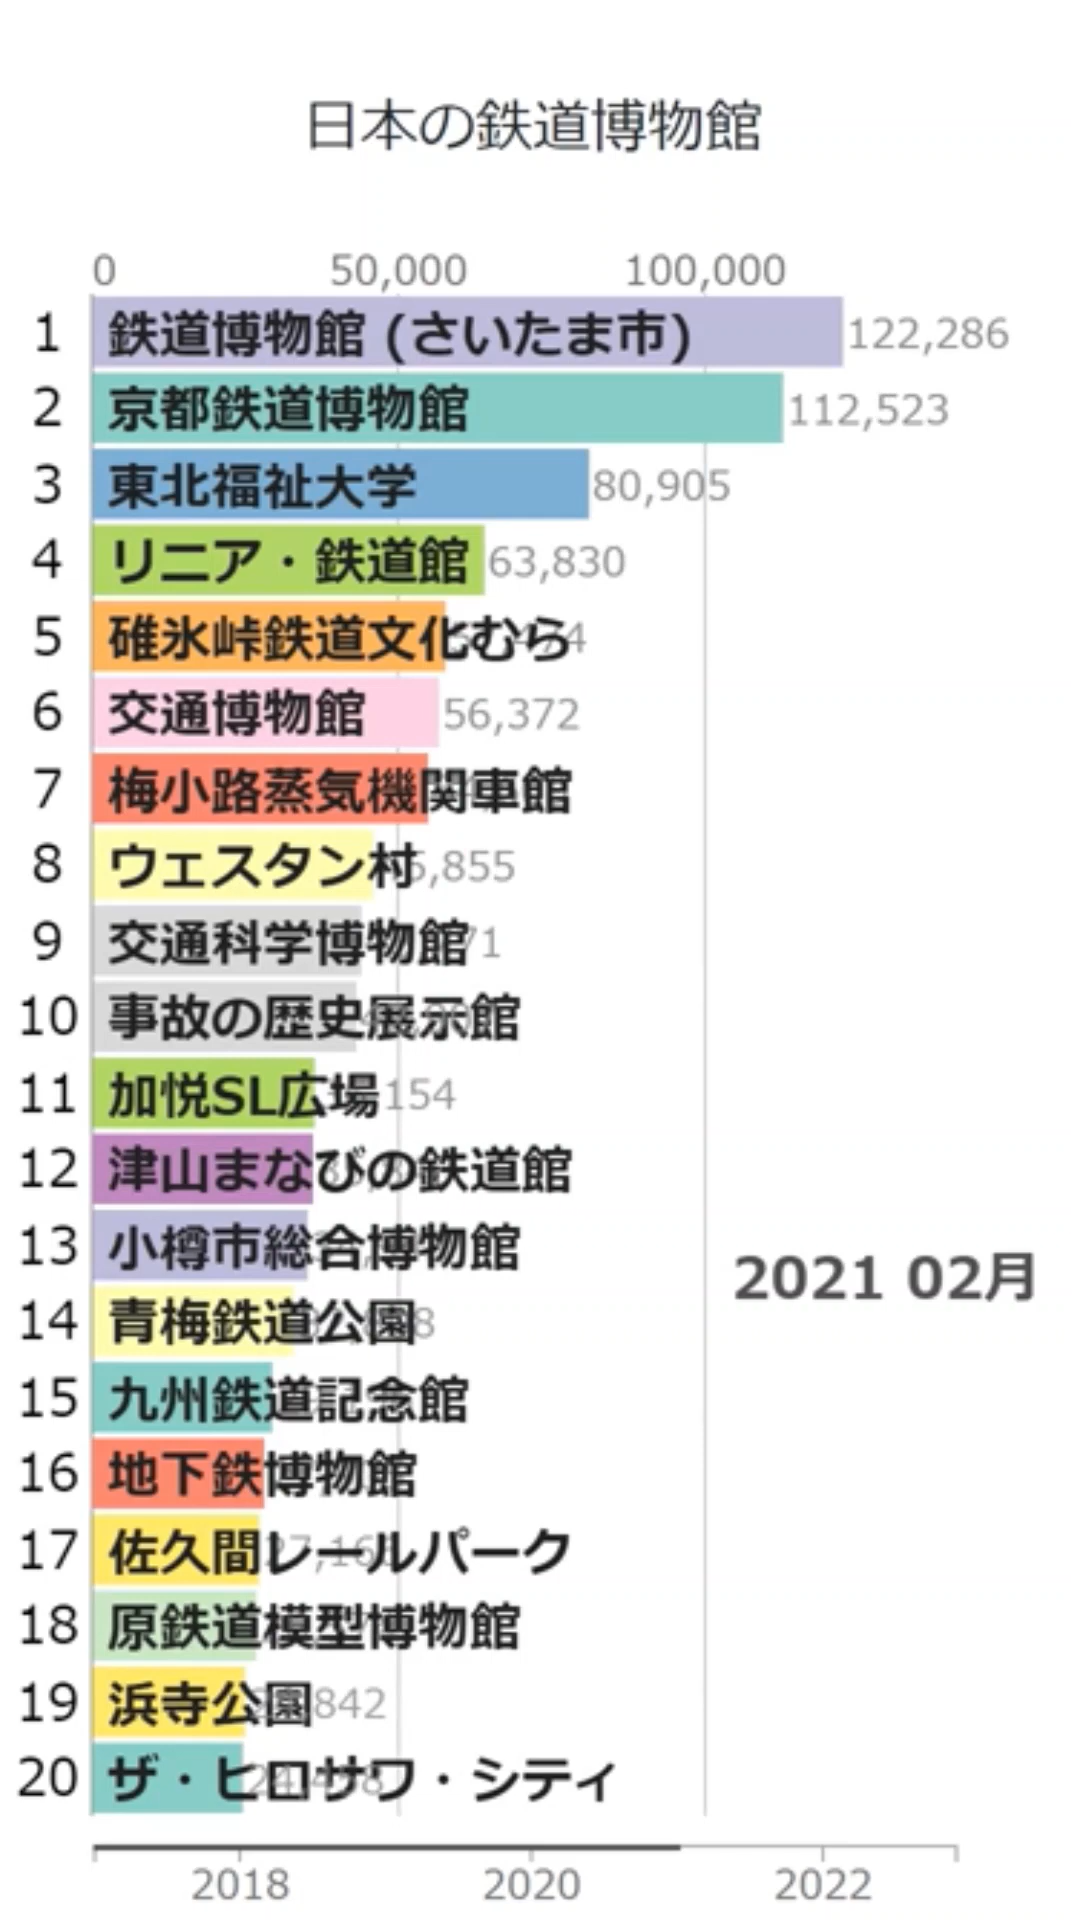 日本の鉄道博物館
0 50,000 100,000
1 鉄道博物館 (さいたま市) 122,286
2 京都鉄道博物館 112,523
3 東北福祉大学 80,905
4 リニア・鉄道館 63,830
5 碓氷峠鉄道文化むら
6 交通博物館 56,372
7 梅小路蒸気機関車館
8 ウェスタン村
9 交通科学博物館
10 事故の歴史展示館
11 加悦SL広場
12 津山まなびの鉄道館
13 小樽市総合博物館
2021 02月
14 青梅鉄道公園
15 九州鉄道記念館
16 地下鉄博物館
17 佐久間レールパーク
18 原鉄道模型博物館
19 浜寺公園
20 ザ・ヒロサワ・シティ
2018 2020 2022